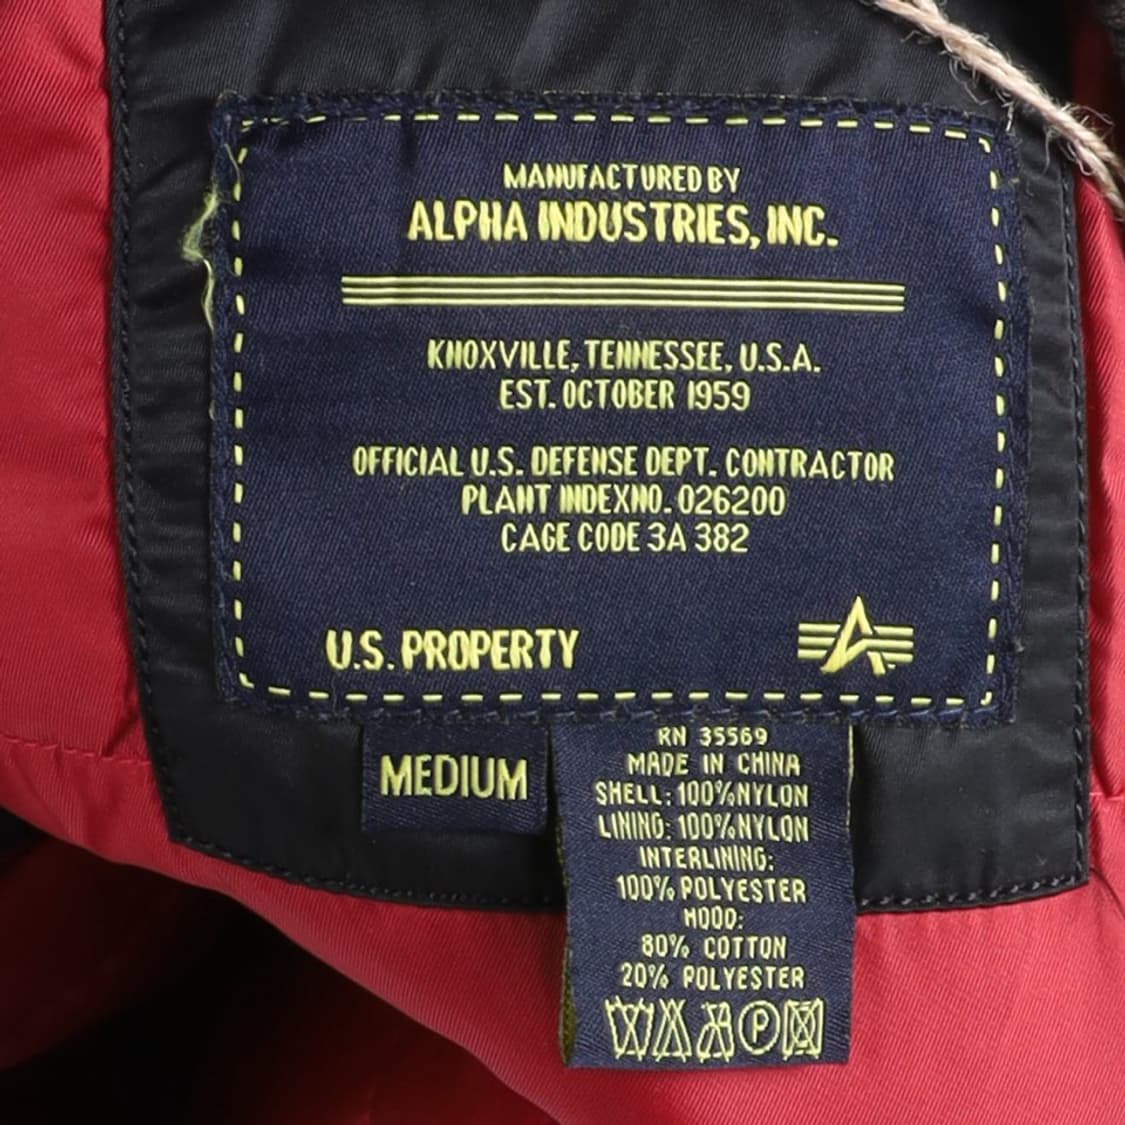 MANUFACTURED BY
ALPHA INDUSTRIES, INC.
KNOXVILLE, TENNESSEE, U.S.A.
EST. OCTOBER 1959
OFFICIAL U.S. DEFENSE DEPT. CONTRACTOR
PLANT INDEXNO. 026200
CAGE CODE 3A 382
U.S. PROPERTY
MEDIUM
RN 35569
MADE IN CHINA
SHELL: 100%NYLON
LINING: 100%NYLON
INTERLINING:
100% POLYESTER
HOOD:
80% COTTON
20% POLYESTER
P